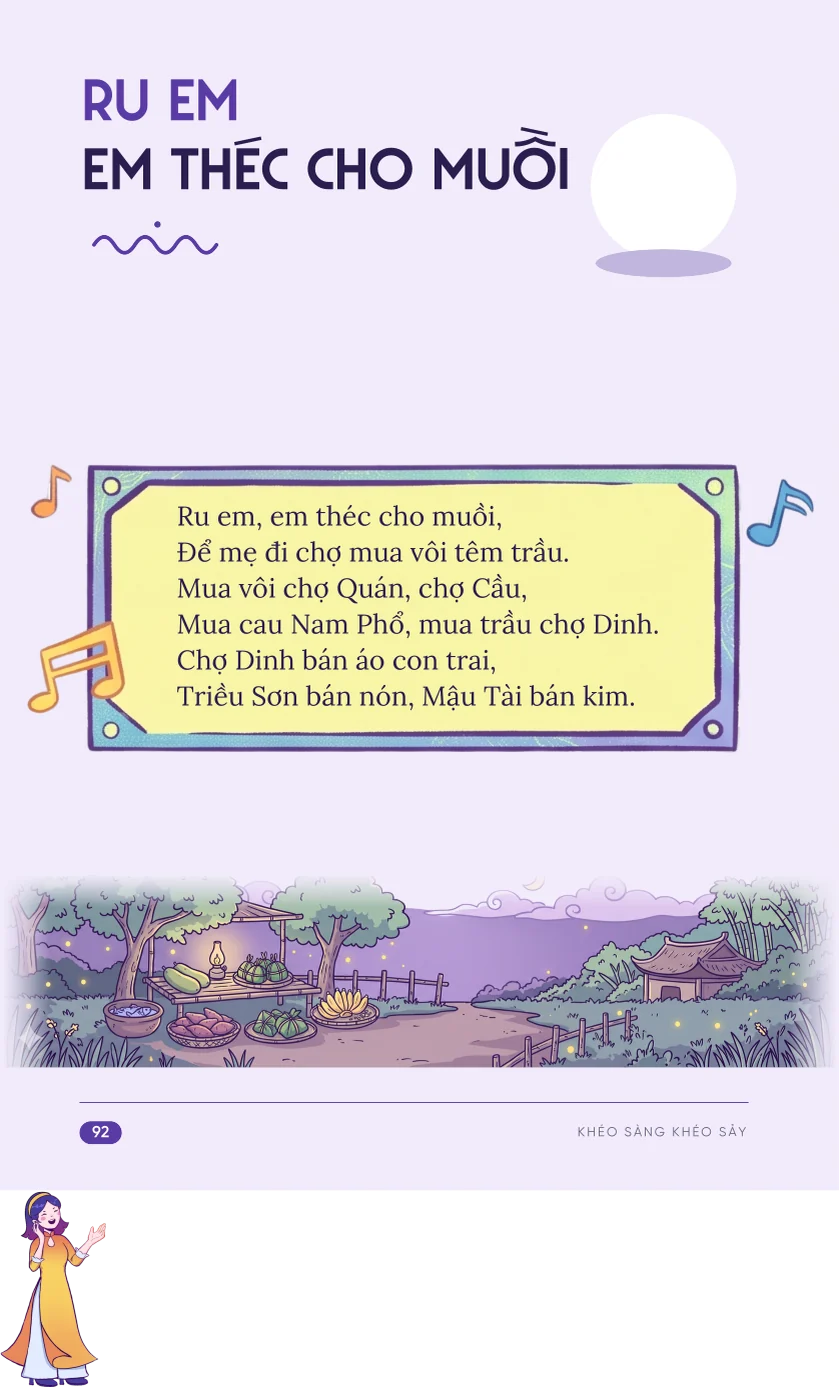 RU EM
EM THÉC CHO MUỒI
Ru em, em théc cho muồi,
Để mẹ đi chợ mua vôi têm trầu.
Mua vôi chợ Quán, chợ Cầu,
Mua cau Nam Phổ, mua trầu chợ Dinh.
Chợ Dinh bán áo con trai,
Triều Sơn bán nón, Mậu Tài bán kim.
92
KHÉO SÀNG KHÉO SẢY